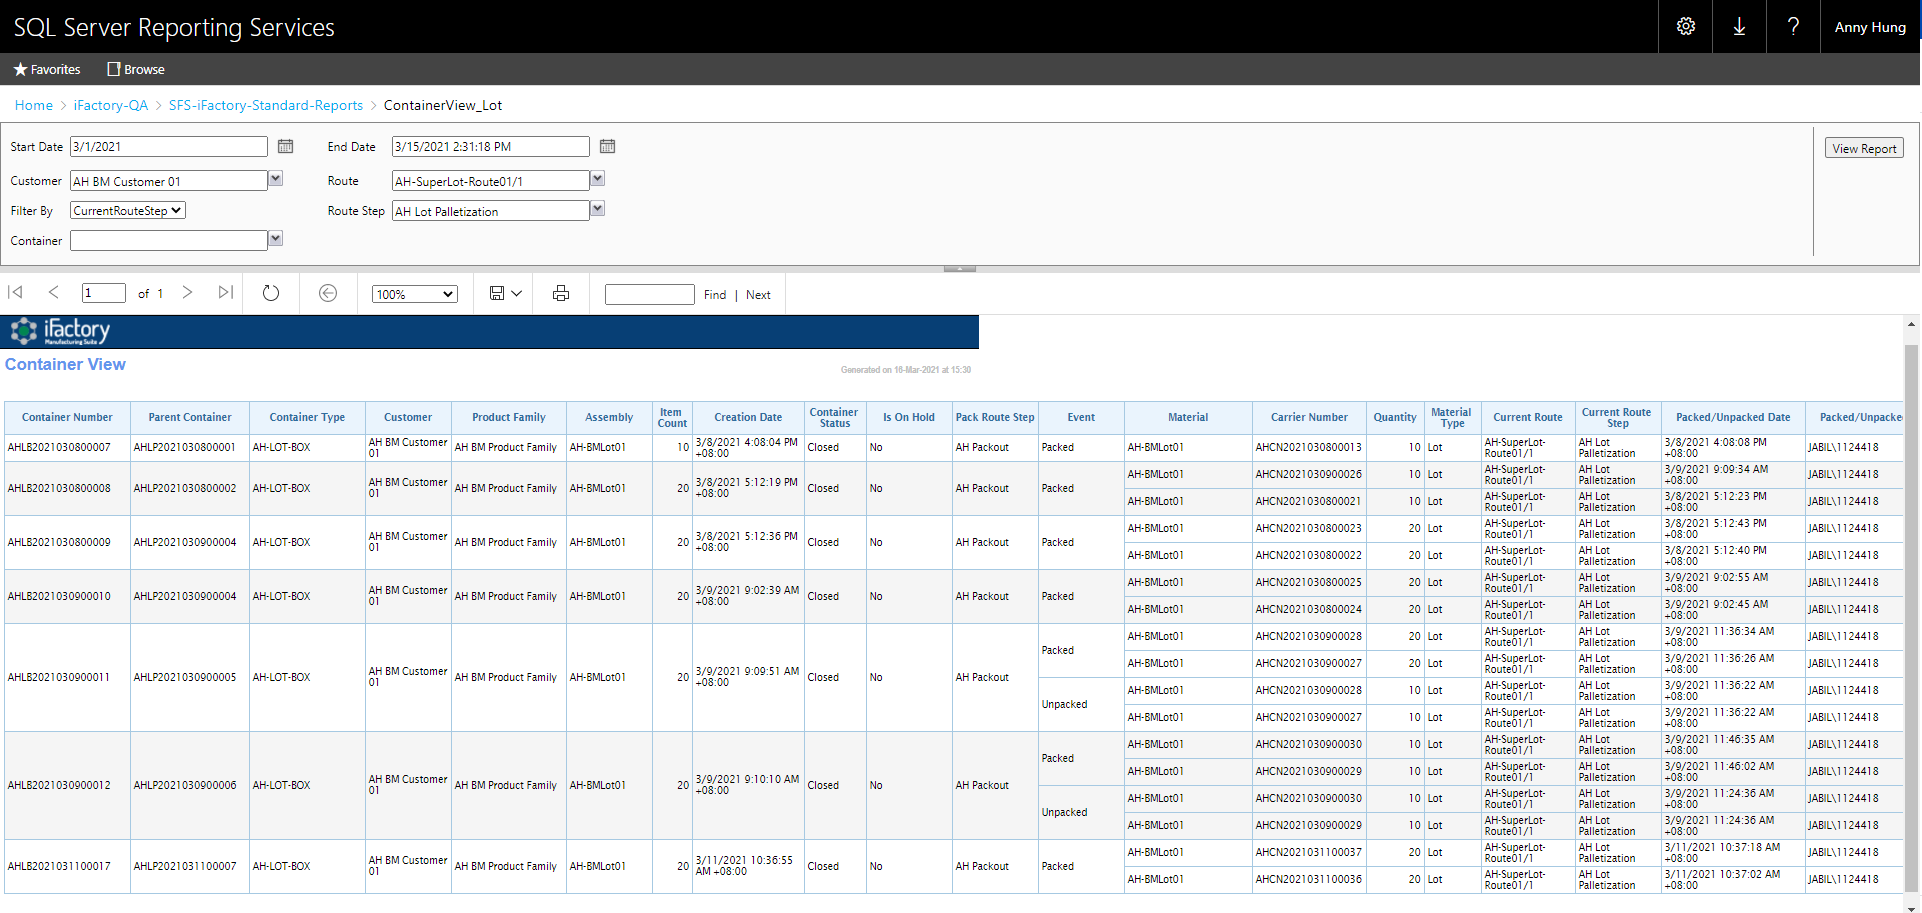 SQL Server Reporting Services
Anny Hung
Favorites Browse
Home > iFactory-QA > SFS-iFactory-Standard-Reports > ContainerView_Lot
Start Date 3/1/2021 End Date 3/15/2021 2:31:18 PM View Report
Customer AH BM Customer 01 Route AH-SuperLot-Route01/1
Filter By CurrentRouteStep Route Step AH Lot Palletization
Container
1 of 1 100% Find | Next
iFactory
Manufacturing Suite
Container View
Generated on 16-Mar-2021 at 15:30
Container Number Parent Container Container Type Customer Product Family Assembly Item Count Creation Date Container Status Is On Hold Pack Route Step Event Material Carrier Number Quantity Material Type Current Route Current Route Step Packed/Unpacked Date Packed/Unpacke
AHLB2021030800007 AHLP2021030800001 AH-LOT-BOX AH BM Customer 01 AH BM Product Family AH-BMLot01 10 3/8/2021 4:08:04 PM +08:00 Closed No AH Packout Packed AH-BMLot01 AHCN2021030800013 10 Lot AH-SuperLot-Route01/1 AH Lot Palletization 3/8/2021 4:08:08 PM +08:00 JABIL\1124418
AHLB2021030800008 AHLP2021030800002 AH-LOT-BOX AH BM Customer 01 AH BM Product Family AH-BMLot01 20 3/8/2021 5:12:19 PM +08:00 Closed No AH Packout Packed AH-BMLot01 AHCN2021030900026 10 Lot AH-SuperLot-Route01/1 AH Lot Palletization 3/9/2021 9:09:34 AM +08:00 JABIL\1124418
AH-BMLot01 AHCN2021030800021 10 Lot AH-SuperLot-Route01/1 AH Lot Palletization 3/8/2021 5:12:23 PM +08:00 JABIL\1124418
AHLB2021030800009 AHLP2021030900004 AH-LOT-BOX AH BM Customer 01 AH BM Product Family AH-BMLot01 20 3/8/2021 5:12:36 PM +08:00 Closed No AH Packout Packed AH-BMLot01 AHCN2021030800023 20 Lot AH-SuperLot-Route01/1 AH Lot Palletization 3/8/2021 5:12:43 PM +08:00 JABIL\1124418
AH-BMLot01 AHCN2021030800022 20 Lot AH-SuperLot-Route01/1 AH Lot Palletization 3/8/2021 5:12:40 PM +08:00 JABIL\1124418
AHLB2021030900010 AHLP2021030900004 AH-LOT-BOX AH BM Customer 01 AH BM Product Family AH-BMLot01 20 3/9/2021 9:02:39 AM +08:00 Closed No AH Packout Packed AH-BMLot01 AHCN2021030800025 20 Lot AH-SuperLot-Route01/1 AH Lot Palletization 3/9/2021 9:02:55 AM +08:00 JABIL\1124418
AH-BMLot01 AHCN2021030800024 20 Lot AH-SuperLot-Route01/1 AH Lot Palletization 3/9/2021 9:02:45 AM +08:00 JABIL\1124418
AHLB2021030900011 AHLP2021030900005 AH-LOT-BOX AH BM Customer 01 AH BM Product Family AH-BMLot01 20 3/9/2021 9:09:51 AM +08:00 Closed No AH Packout Packed AH-BMLot01 AHCN2021030900028 20 Lot AH-SuperLot-Route01/1 AH Lot Palletization 3/9/2021 11:36:34 AM +08:00 JABIL\1124418
AH-BMLot01 AHCN2021030900027 20 Lot AH-SuperLot-Route01/1 AH Lot Palletization 3/9/2021 11:36:26 AM +08:00 JABIL\1124418
Unpacked AH-BMLot01 AHCN2021030900028 10 Lot AH-SuperLot-Route01/1 AH Lot Palletization 3/9/2021 11:36:22 AM +08:00 JABIL\1124418
AH-BMLot01 AHCN2021030900027 10 Lot AH-SuperLot-Route01/1 AH Lot Palletization 3/9/2021 11:36:22 AM +08:00 JABIL\1124418
AHLB2021030900012 AHLP2021030900006 AH-LOT-BOX AH BM Customer 01 AH BM Product Family AH-BMLot01 20 3/9/2021 9:10:10 AM +08:00 Closed No AH Packout Packed AH-BMLot01 AHCN2021030900030 10 Lot AH-SuperLot-Route01/1 AH Lot Palletization 3/9/2021 11:46:35 AM +08:00 JABIL\1124418
AH-BMLot01 AHCN2021030900029 10 Lot AH-SuperLot-Route01/1 AH Lot Palletization 3/9/2021 11:46:02 AM +08:00 JABIL\1124418
Unpacked AH-BMLot01 AHCN2021030900030 10 Lot AH-SuperLot-Route01/1 AH Lot Palletization 3/9/2021 11:24:36 AM +08:00 JABIL\1124418
AH-BMLot01 AHCN2021030900029 10 Lot AH-SuperLot-Route01/1 AH Lot Palletization 3/9/2021 11:24:36 AM +08:00 JABIL\1124418
AHLB2021031100017 AHLP2021031100007 AH-LOT-BOX AH BM Customer 01 AH BM Product Family AH-BMLot01 20 3/11/2021 10:36:55 AM +08:00 Closed No AH Packout Packed AH-BMLot01 AHCN2021031100037 20 Lot AH-SuperLot-Route01/1 AH Lot Palletization 3/11/2021 10:37:18 AM +08:00 JABIL\1124418
AH-BMLot01 AHCN2021031100036 20 Lot AH-SuperLot-Route01/1 AH Lot Palletization 3/11/2021 10:37:02 AM +08:00 JABIL\1124418